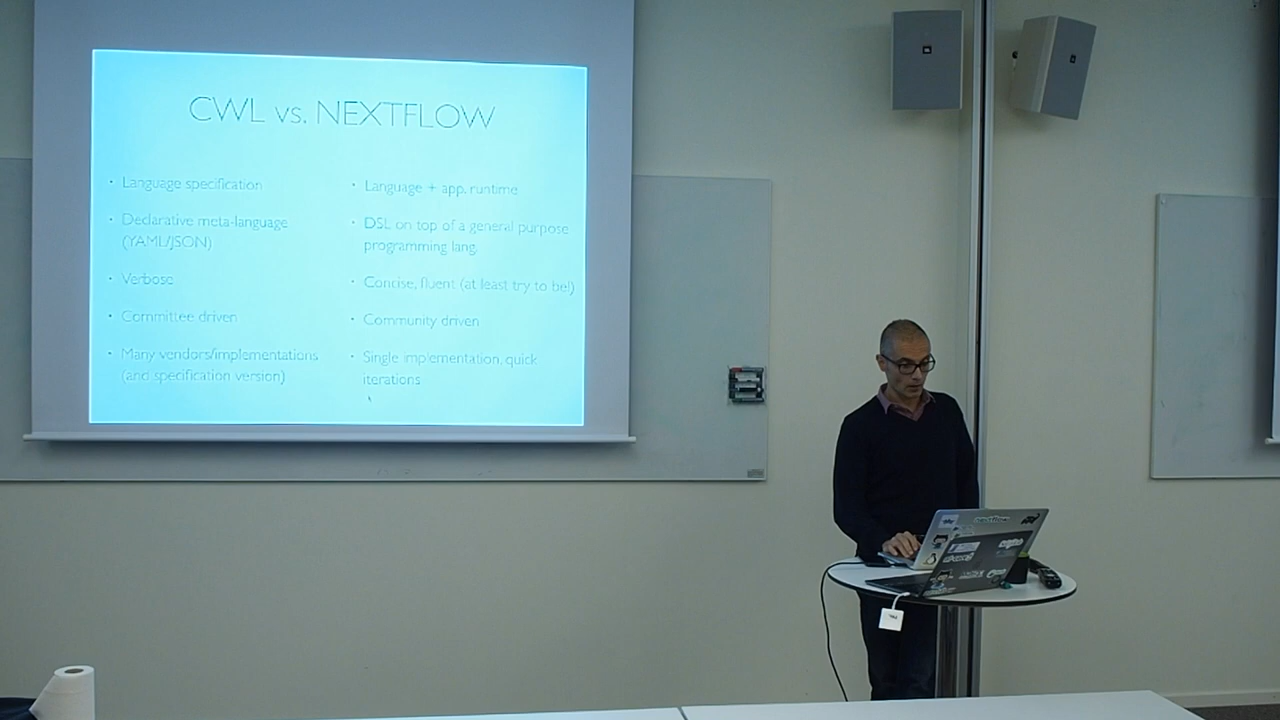 CWL vs. NEXTFLOW
• Language specification
• Declarative meta-language
(YAML/JSON)
• Verbose
• Committee driven
• Many vendors/implementations
(and specification version)
• Language + app. runtime
• DSL on top of a general purpose
programming lang.
• Concise, fluent (at least try to be!)
• Community driven
• Single implementation, quick
iterations
nextflow